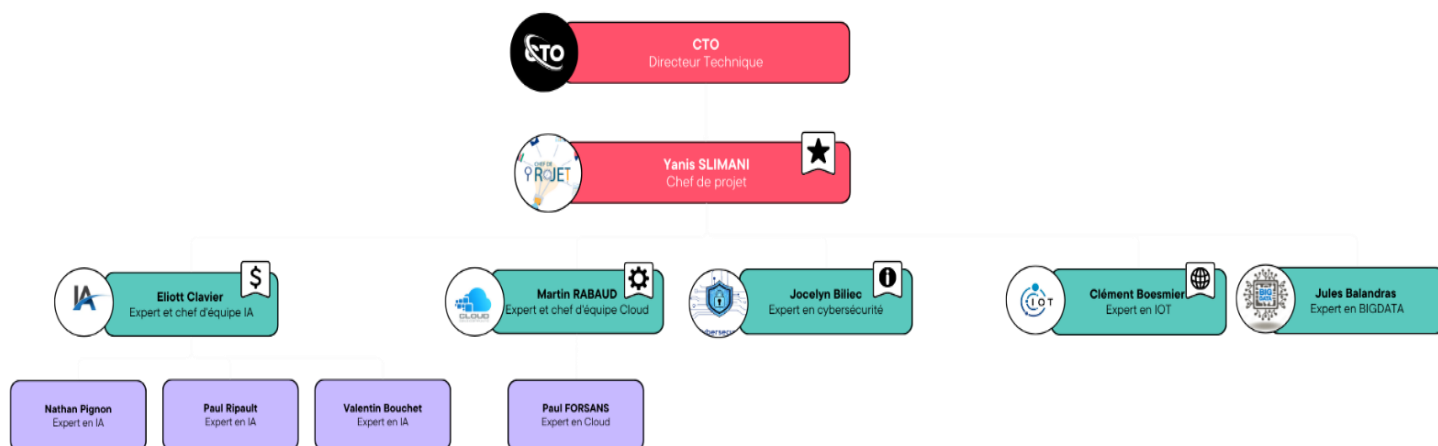 CTO
CTO
Directeur Technique
CHEF DE
PROJET
Yanis SLIMANI
Chef de projet
IA
$
Eliott Clavier
Expert et chef d'équipe IA
CLOUD
Martin RABAUD
Expert et chef d'équipe Cloud
Jocelyn Biliec
Expert en cybersécurité
IOT
Clément Boesmier
Expert en IOT
BIG
DATA
Jules Balandras
Expert en BIGDATA
Nathan Pignon
Expert en IA
Paul Ripault
Expert en IA
Valentin Bouchet
Expert en IA
Paul FORSANS
Expert en Cloud